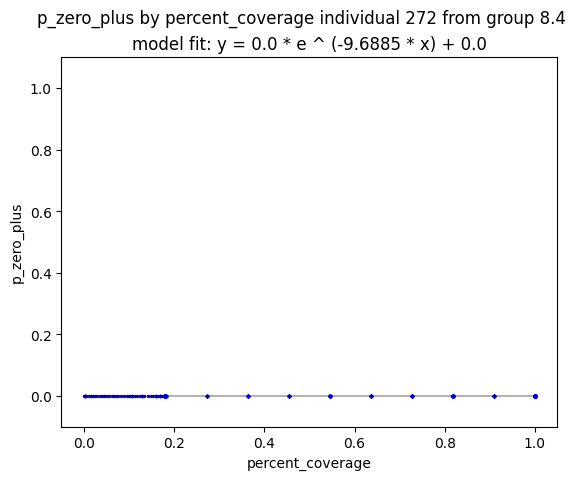 p_zero_plus by percent_coverage individual 272 from group 8.4
model fit: y = 0.0 * e ^ (-9.6885 * x) + 0.0
1.0
0.8
0.6
0.4
0.2
0.0
p_zero_plus
0.0 0.2 0.4 0.6 0.8 1.0
percent_coverage